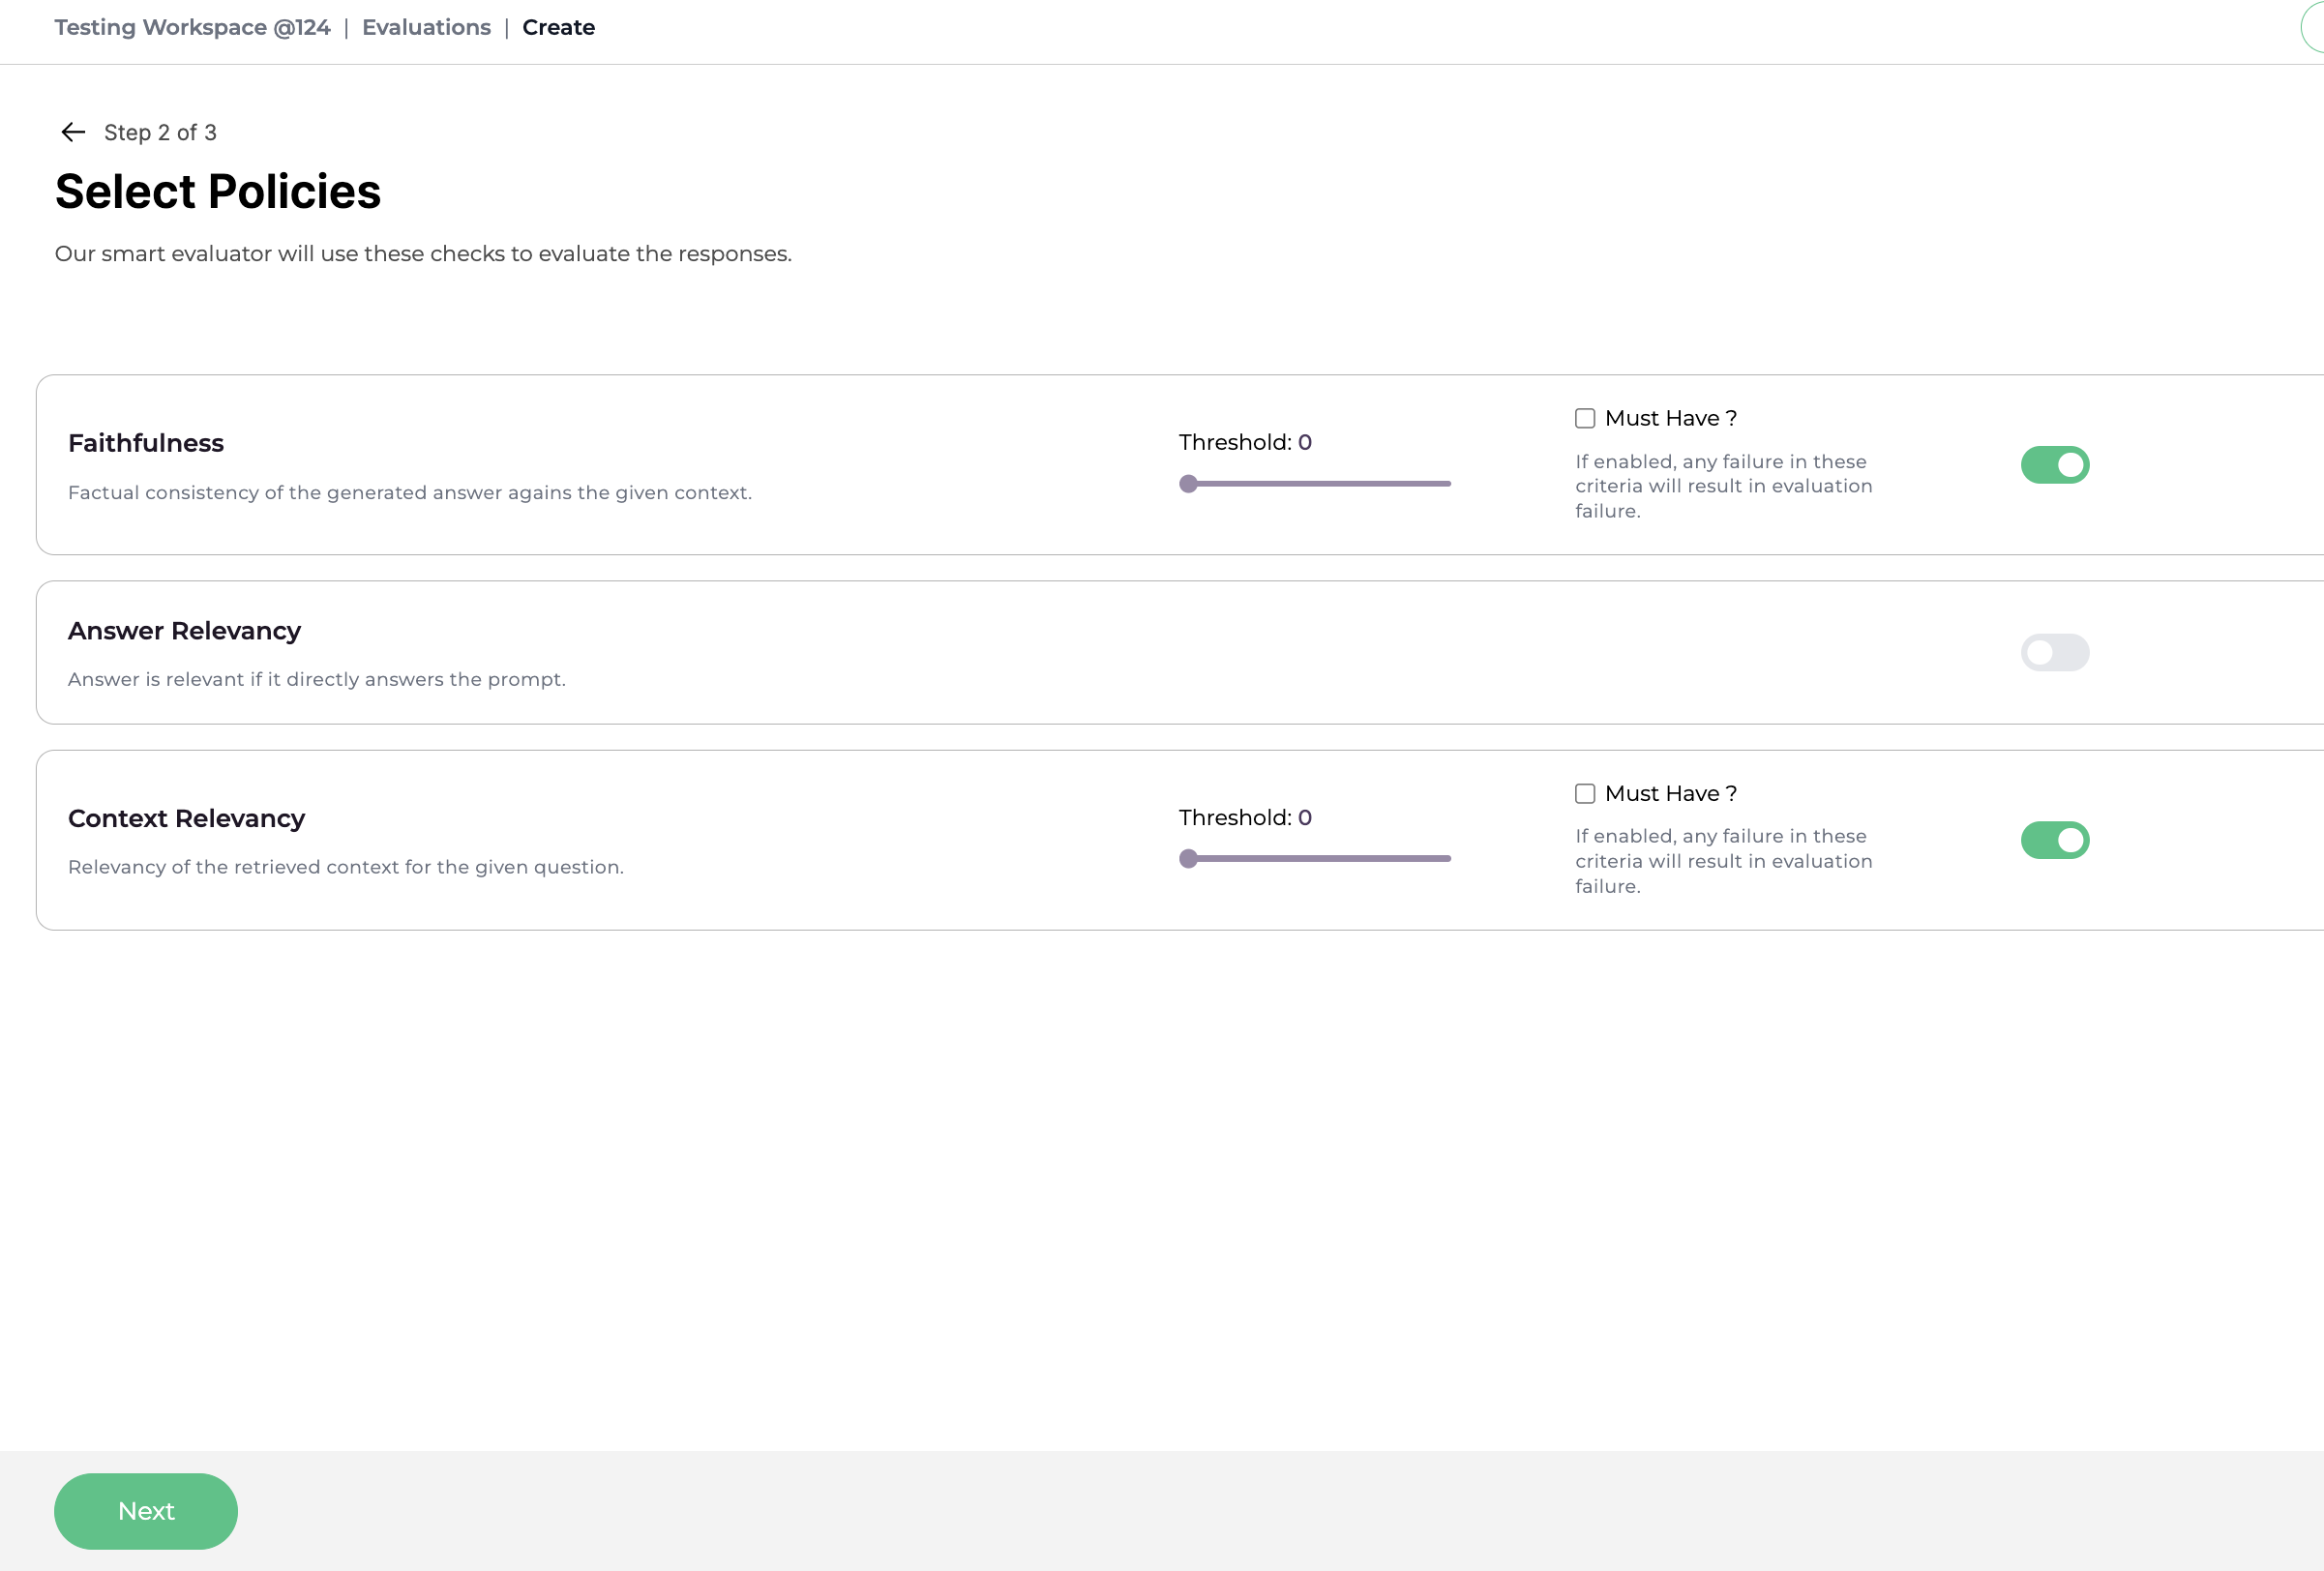 Testing Workspace @124 | Evaluations | Create
Step 2 of 3
Select Policies
Our smart evaluator will use these checks to evaluate the responses.
Faithfulness
Factual consistency of the generated answer agains the given context.
Threshold: 0
Must Have ?
If enabled, any failure in these
criteria will result in evaluation
failure.
Answer Relevancy
Answer is relevant if it directly answers the prompt.
Context Relevancy
Relevancy of the retrieved context for the given question.
Threshold: 0
Must Have ?
If enabled, any failure in these
criteria will result in evaluation
failure.
Next